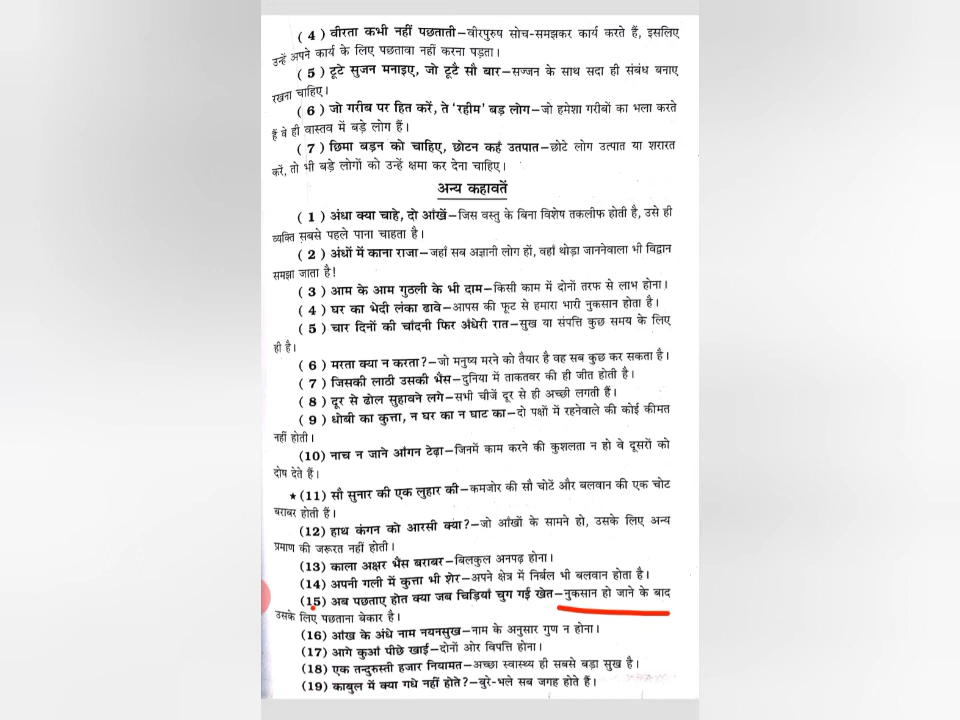 ( 4 ) वीरता कभी नहीं पछताती–वीरपुरुष सोच-समझकर कार्य करते हैं, इसलिए
उन्हें अपने कार्य के लिए पछतावा नहीं करना पड़ता।
( 5 ) टूटे सुजन मनाइए, जो टूटै सौ बार–सज्जन के साथ सदा ही संबंध बनाए
रखना चाहिए।
( 6 ) जो गरीब पर हित करें, ते 'रहीम' बड़ लोग–जो हमेशा गरीबों का भला करते
हैं वे ही वास्तव में बड़े लोग हैं।
( 7 ) छिमा बड़न को चाहिए, छोटन कहँ उतपात–छोटे लोग उत्पात या शरारत
करें, तो भी बड़े लोगों को उन्हें क्षमा कर देना चाहिए।
अन्य कहावतें
( 1 ) अंधा क्या चाहे, दो आँखें–जिस वस्तु के बिना विशेष तकलीफ होती है, उसे ही
व्यक्ति सबसे पहले पाना चाहता है।
( 2 ) अंधों में काना राजा–जहाँ सब अज्ञानी लोग हों, वहाँ थोड़ा जाननेवाला भी विद्वान
समझा जाता है!
( 3 ) आम के आम गुठली के भी दाम–किसी काम में दोनों तरफ से लाभ होना।
( 4 ) घर का भेदी लंका ढावे–आपस की फूट से हमारा भारी नुकसान होता है।
( 5 ) चार दिनों की चाँदनी फिर अँधेरी रात–सुख या संपत्ति कुछ समय के लिए
ही है।
( 6 ) मरता क्या न करता?–जो मनुष्य मरने को तैयार है वह सब कुछ कर सकता है।
( 7 ) जिसकी लाठी उसकी भैंस–दुनिया में ताकतवर की ही जीत होती है।
( 8 ) दूर से ढोल सुहावने लगे–सभी चीजें दूर से ही अच्छी लगती हैं।
( 9 ) धोबी का कुत्ता, न घर का न घाट का–दो पक्षों में रहनेवाले की कोई कीमत
नहीं होती।
(10) नाच न जाने आँगन टेढ़ा–जिनमें काम करने की कुशलता न हो वे दूसरों को
दोष देते हैं।
★(11) सौ सुनार की एक लुहार की–कमजोर की सौ चोटें और बलवान की एक चोट
बराबर होती हैं।
(12) हाथ कंगन को आरसी क्या?–जो आँखों के सामने हो, उसके लिए अन्य
प्रमाण की जरूरत नहीं होती।
(13) काला अक्षर भैंस बराबर–बिलकुल अनपढ़ होना।
(14) अपनी गली में कुत्ता भी शेर–अपने क्षेत्र में निर्बल भी बलवान होता है।
(15) अब पछताए होत क्या जब चिड़ियाँ चुग गई खेत–नुकसान हो जाने के बाद
उसके लिए पछताना बेकार है।
(16) आँख के अंधे नाम नयनसुख–नाम के अनुसार गुण न होना।
(17) आगे कुआँ पीछे खाई–दोनों ओर विपत्ति होना।
(18) एक तन्दुरुस्ती हजार नियामत–अच्छा स्वास्थ्य ही सबसे बड़ा सुख है।
(19) काबुल में क्या गधे नहीं होते?–बुरे-भले सब जगह होते हैं।